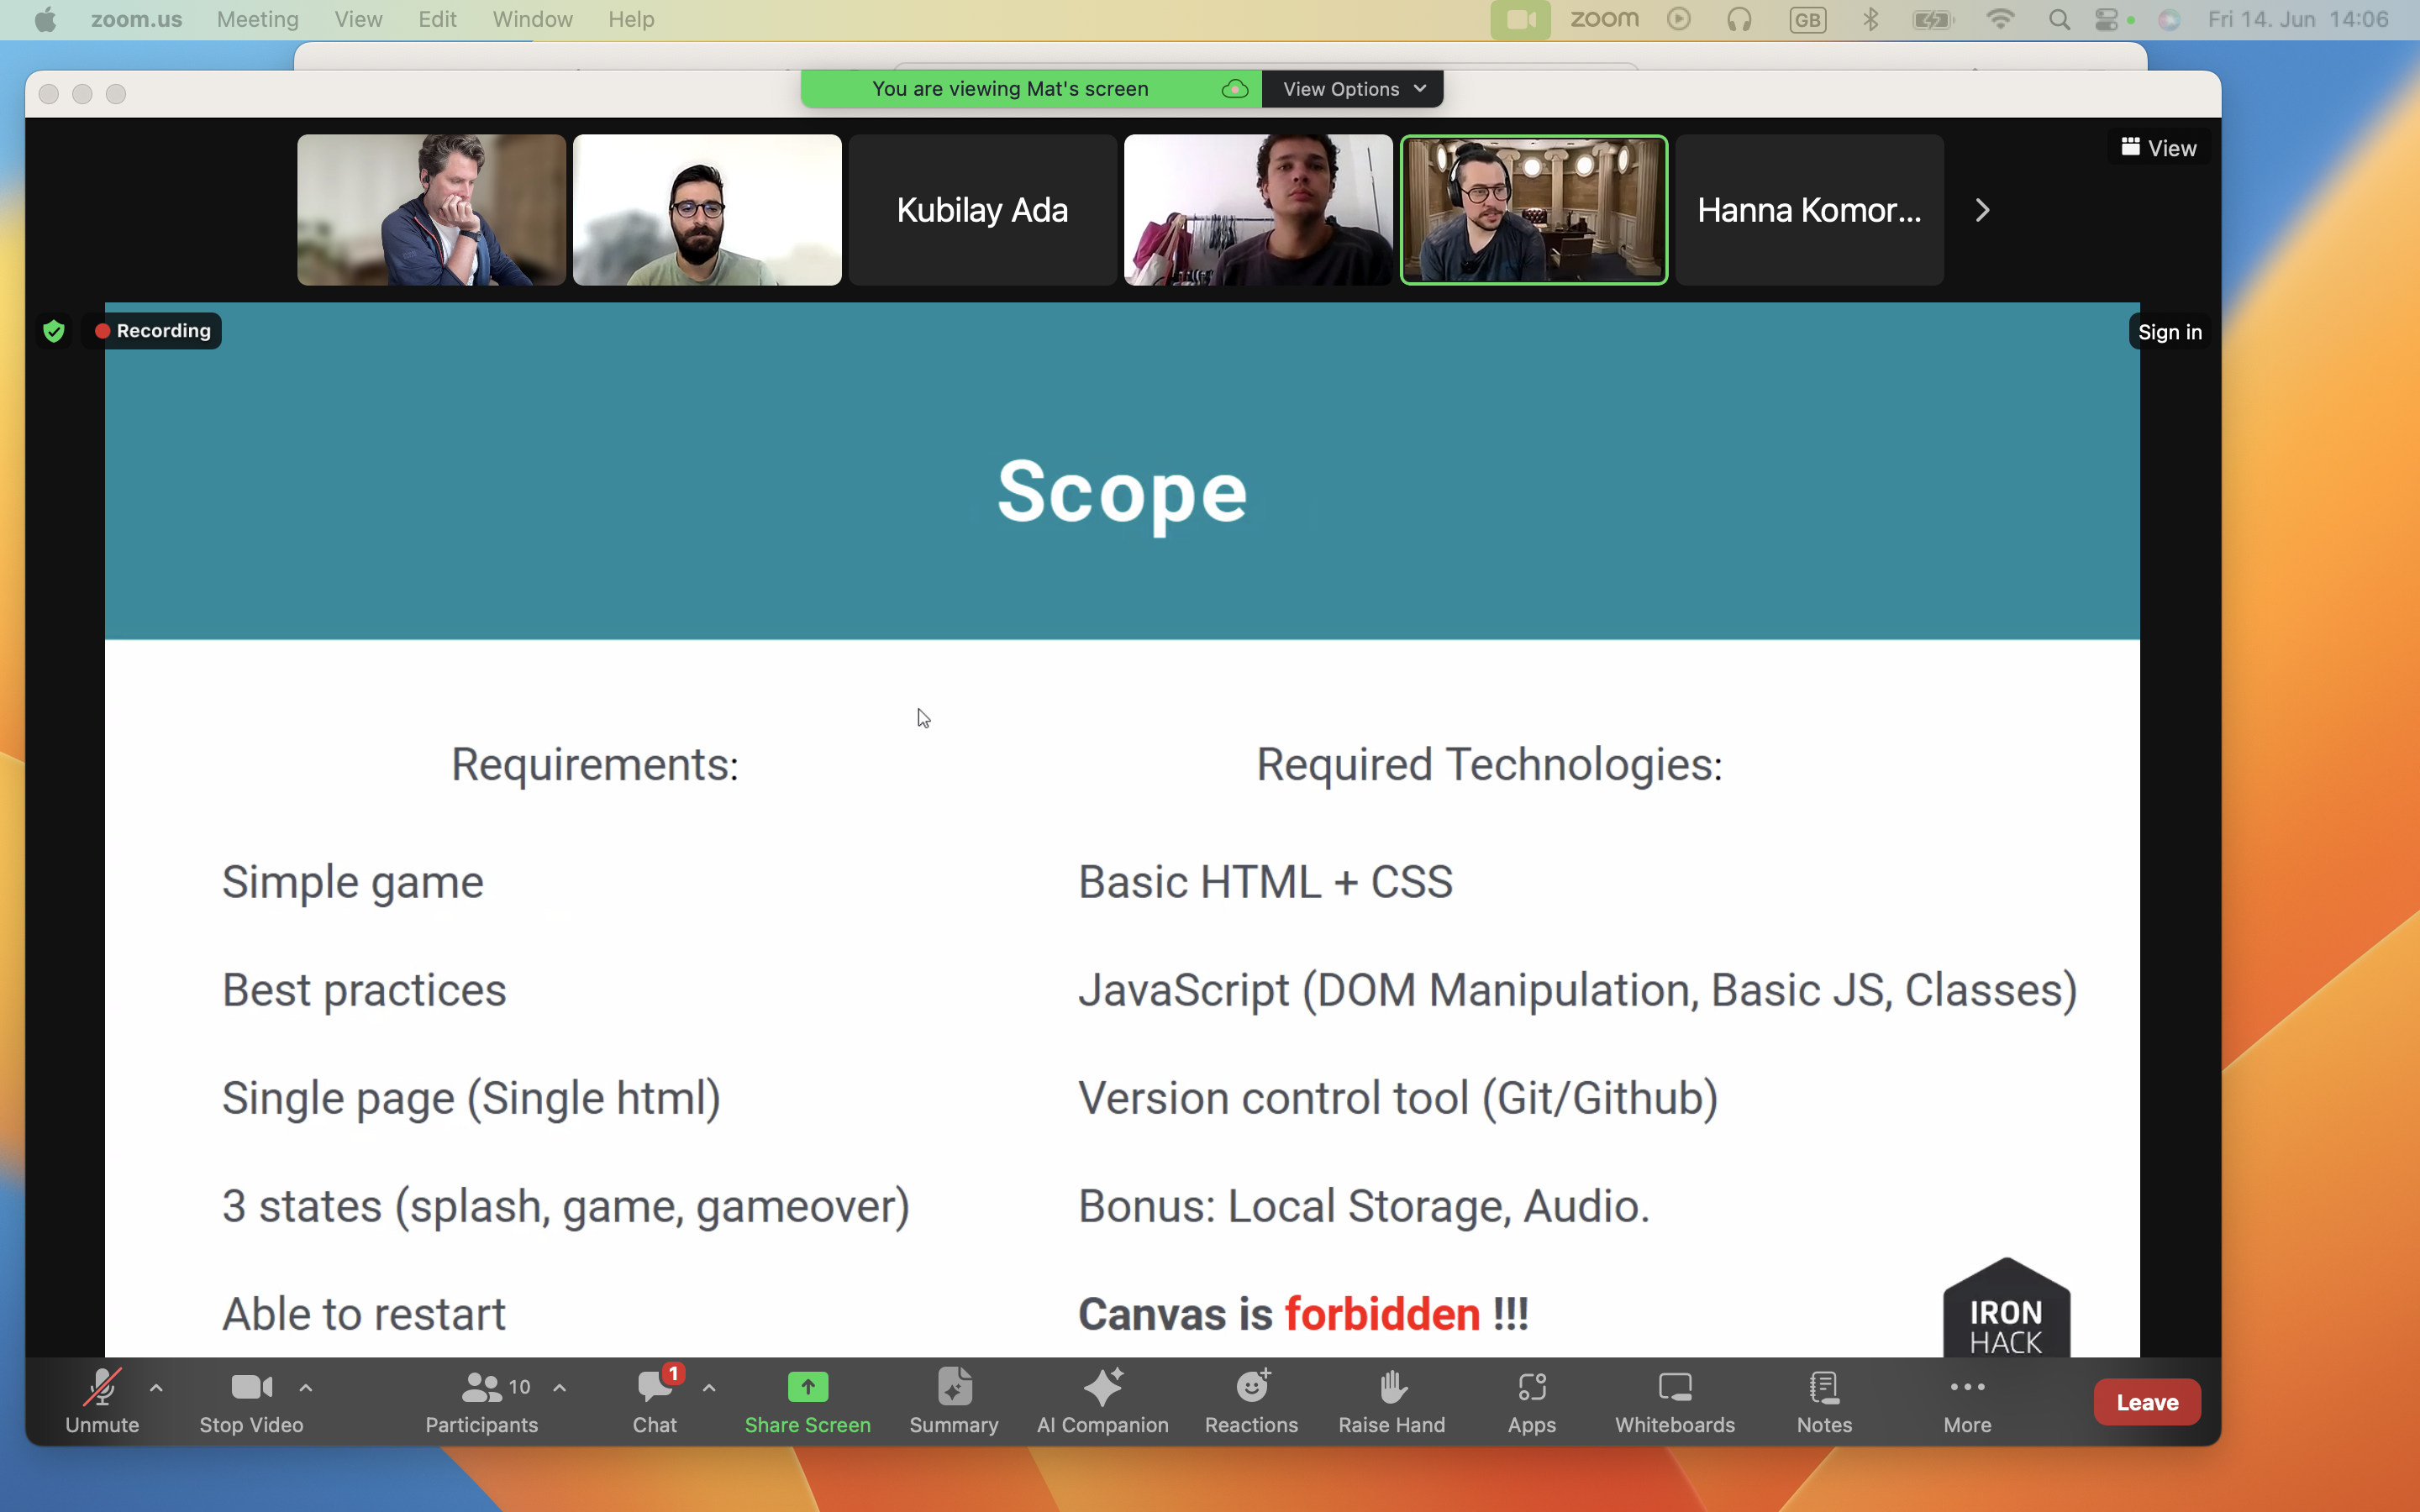 zoom.us Meeting View Edit Window Help zoom GB Fri 14. Jun 14:06
You are viewing Mat's screen View Options
View
Kubilay Ada
Hanna Komor...
Recording
Sign in
Scope
Requirements:
Simple game
Best practices
Single page (Single html)
3 states (splash, game, gameover)
Able to restart
Required Technologies:
Basic HTML + CSS
JavaScript (DOM Manipulation, Basic JS, Classes)
Version control tool (Git/Github)
Bonus: Local Storage, Audio.
Canvas is forbidden !!!
IRON
HACK
10 1
Unmute Stop Video Participants Chat Share Screen Summary AI Companion Reactions Raise Hand Apps Whiteboards Notes More Leave